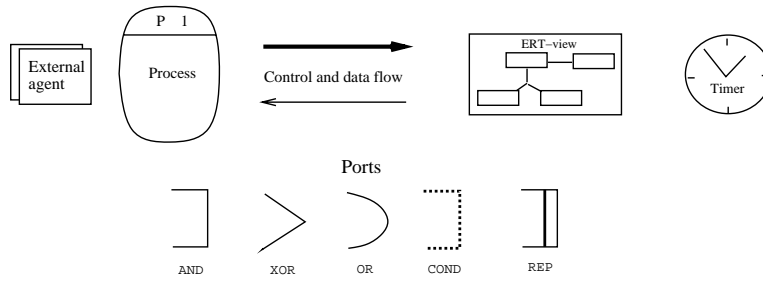 P 1
External
agent
Process
Control and data flow
ERT−view
Timer
Ports
AND
XOR
OR
COND
REP